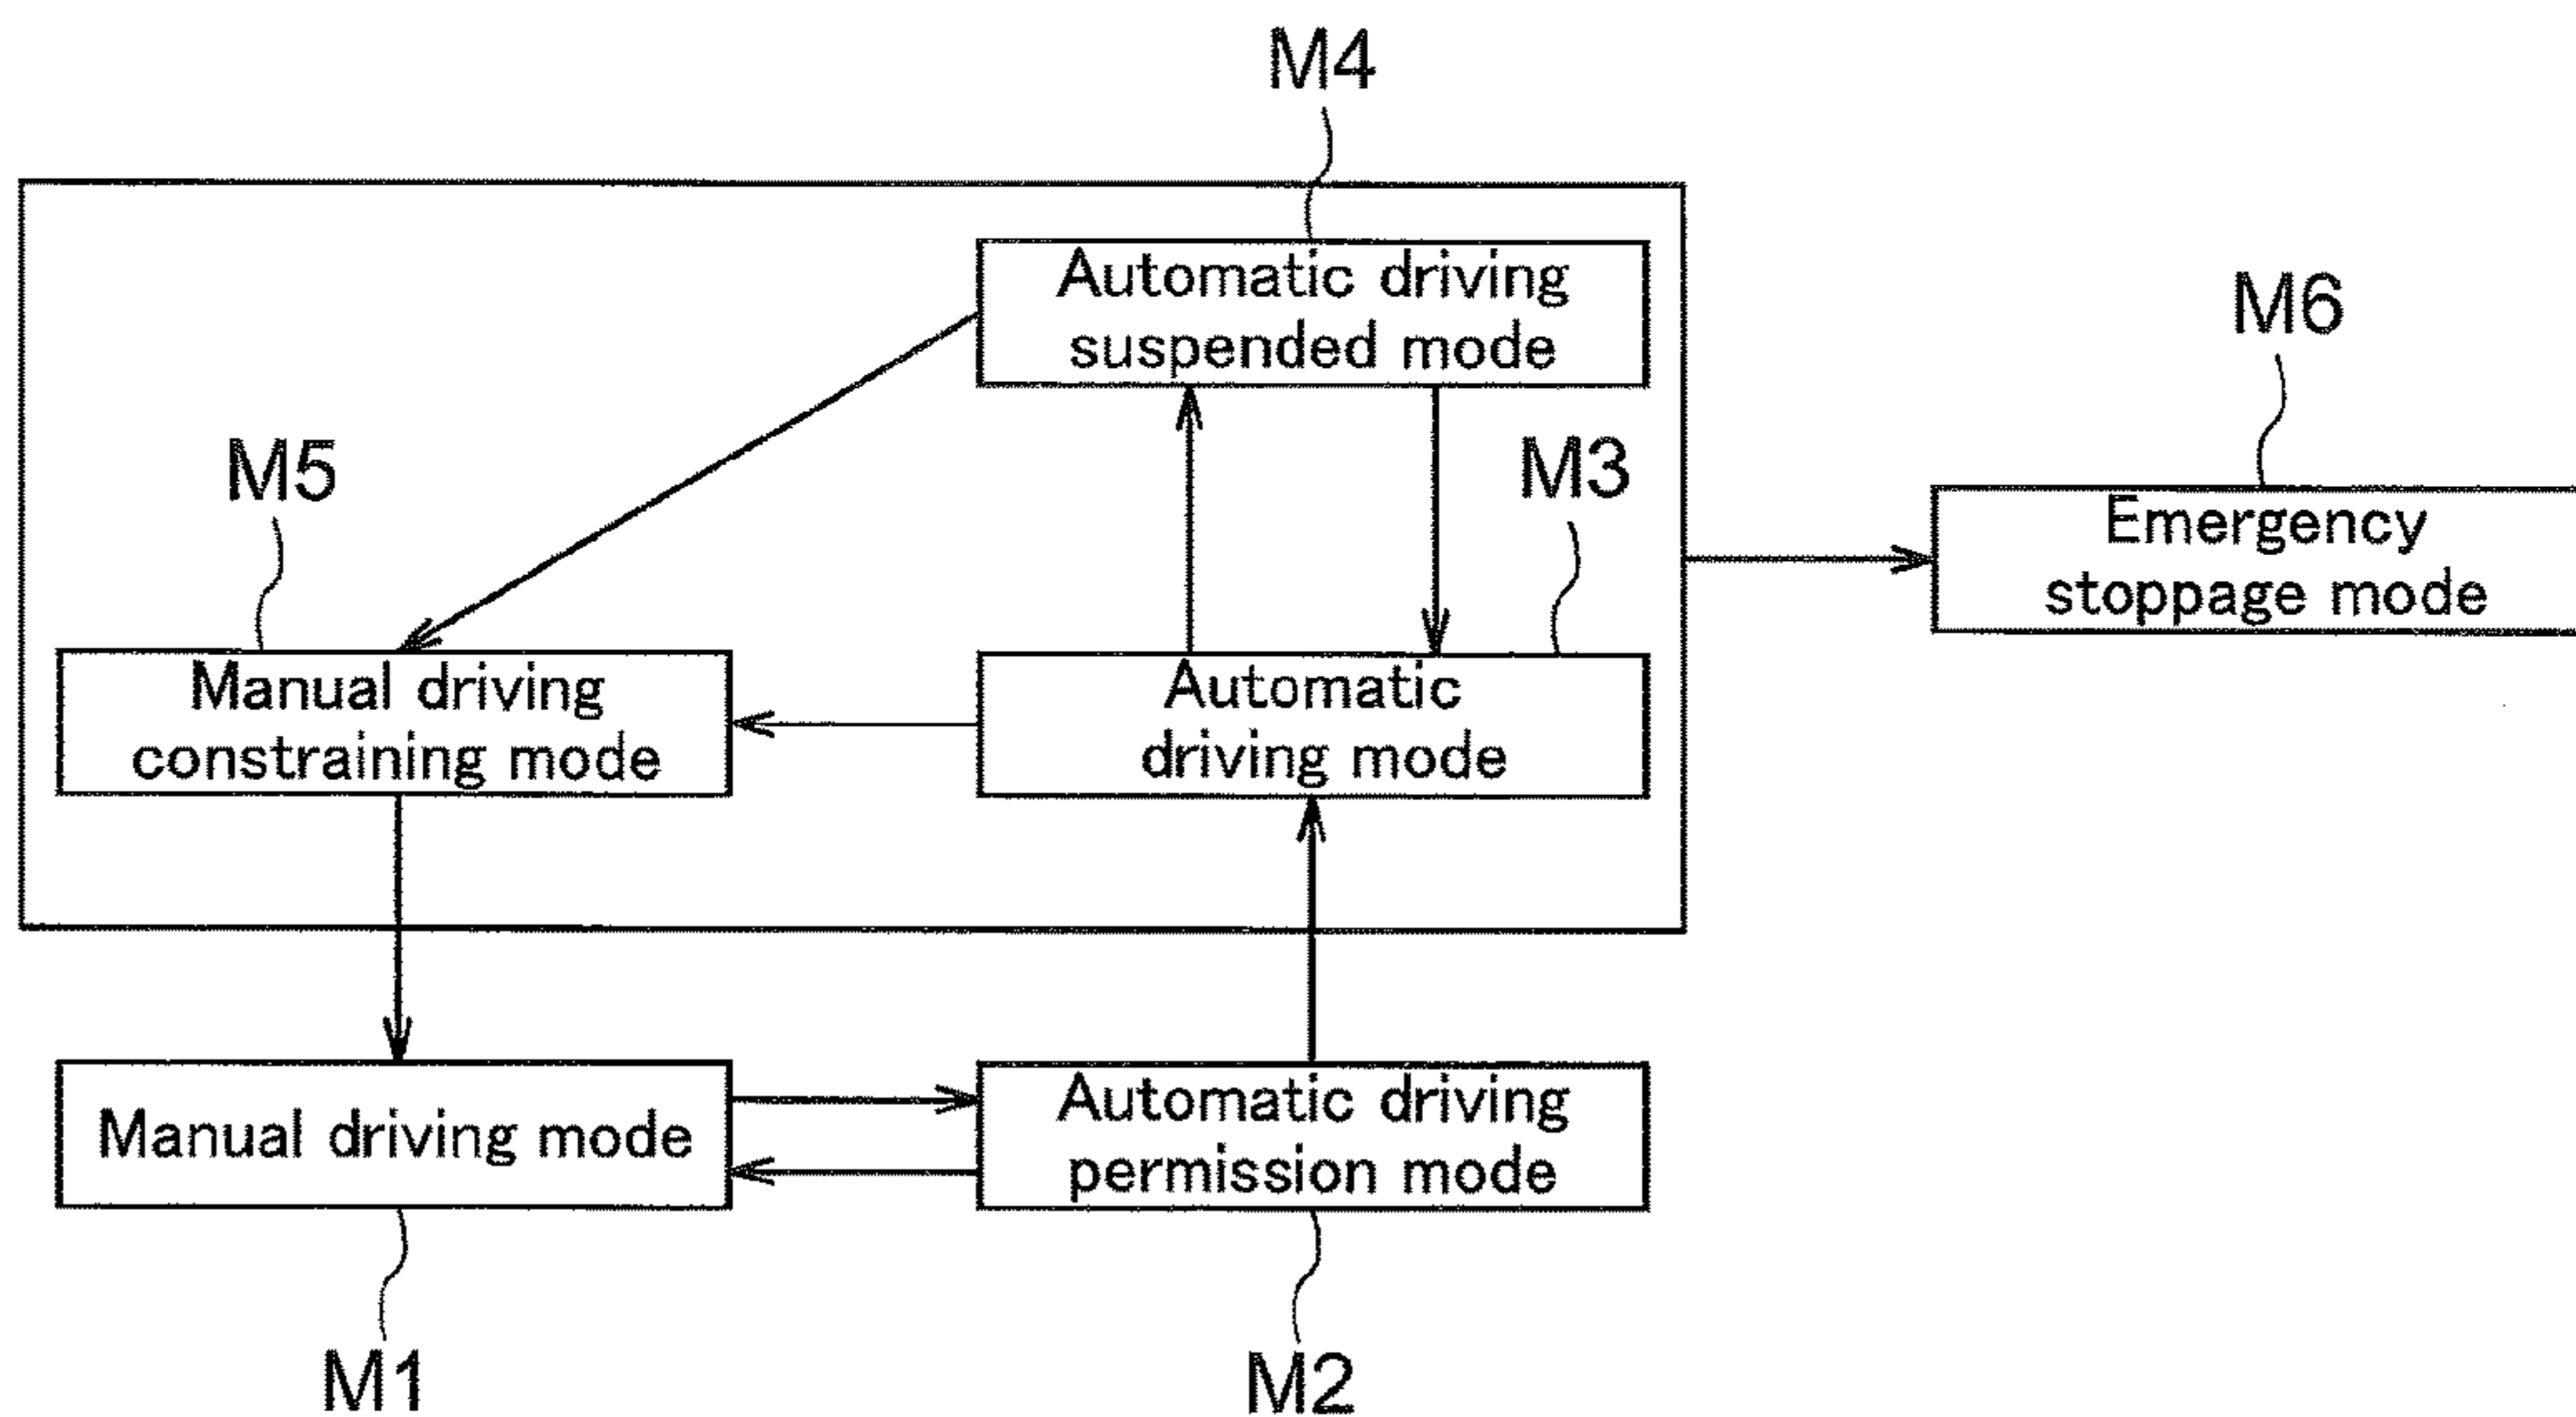 M4
Automatic driving
suspended mode
M6
Emergency
stoppage mode
M5
M3
Manual driving
constraining mode
Automatic
driving mode
Manual driving mode
Automatic driving
permission mode
M1
M2